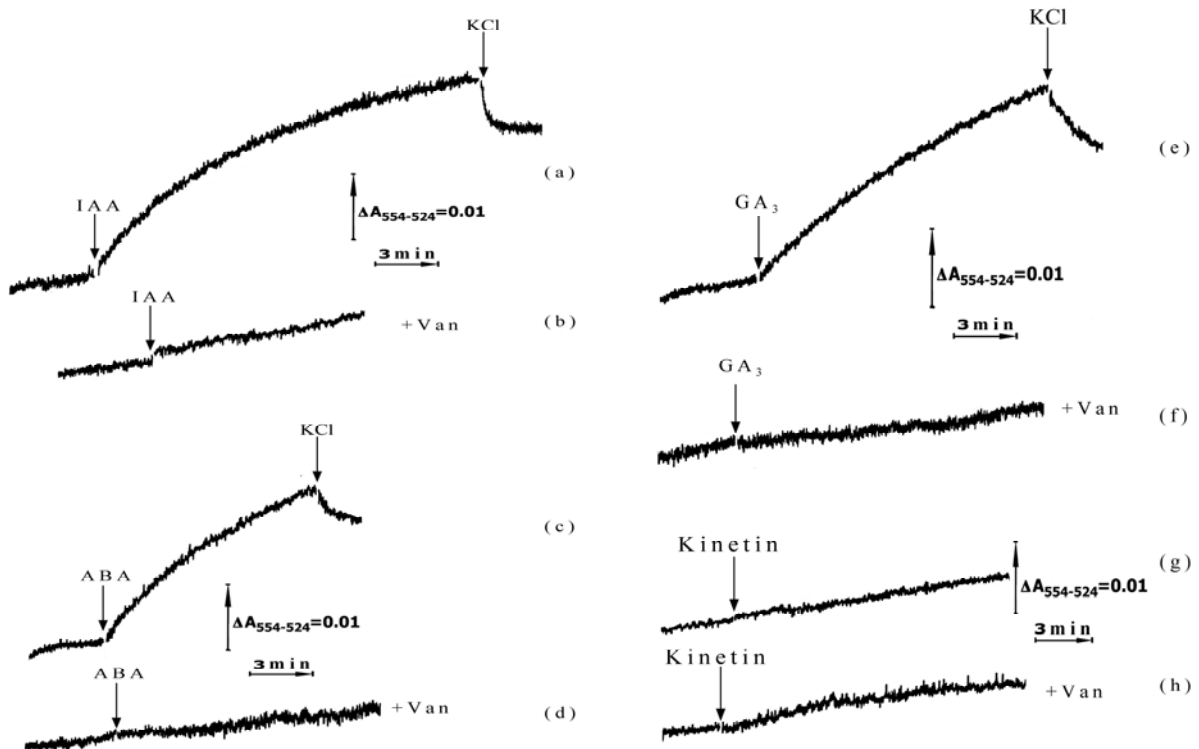 KCl
(a)
IAA
ΔA554-524=0.01
3min
IAA
+Van
(b)
KCl
(c)
ABA
ΔA554-524=0.01
3min
ABA
+Van
(d)
KCl
(e)
GA3
ΔA554-524=0.01
3min
GA3
+Van
(f)
Kinetin
(g)
ΔA554-524=0.01
3min
Kinetin
+Van
(h)